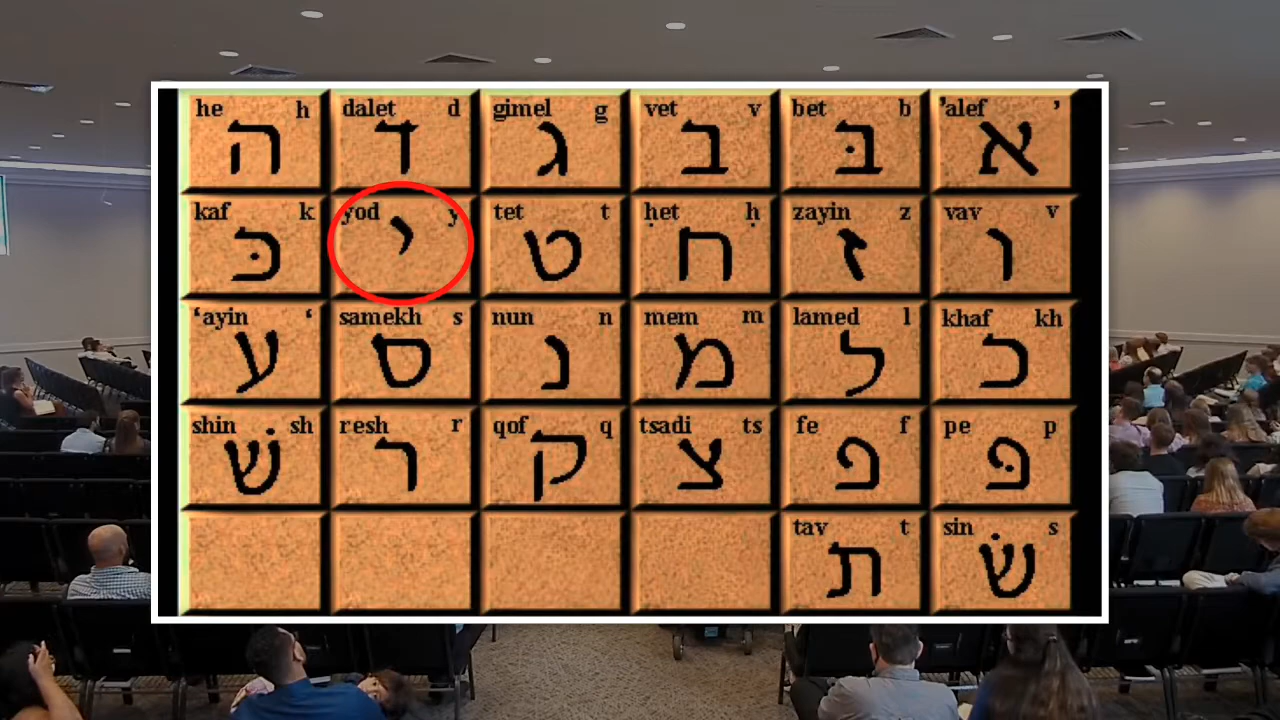 he h dalet d gimel g vet v bet b ’alef ’
ה ד ג ב בּ א
kaf k yod y tet t ḥet ḥ zayin z vav v
כּ י ט ח ז ו
‘ayin ‘ samekh s nun n mem m lamed l khaf kh
ע ס נ מ ל כ
shin sh resh r qof q tsadi ts fe f pe p
שׁ ר ק צ פ פּ
tav t sin s
ת שׂ